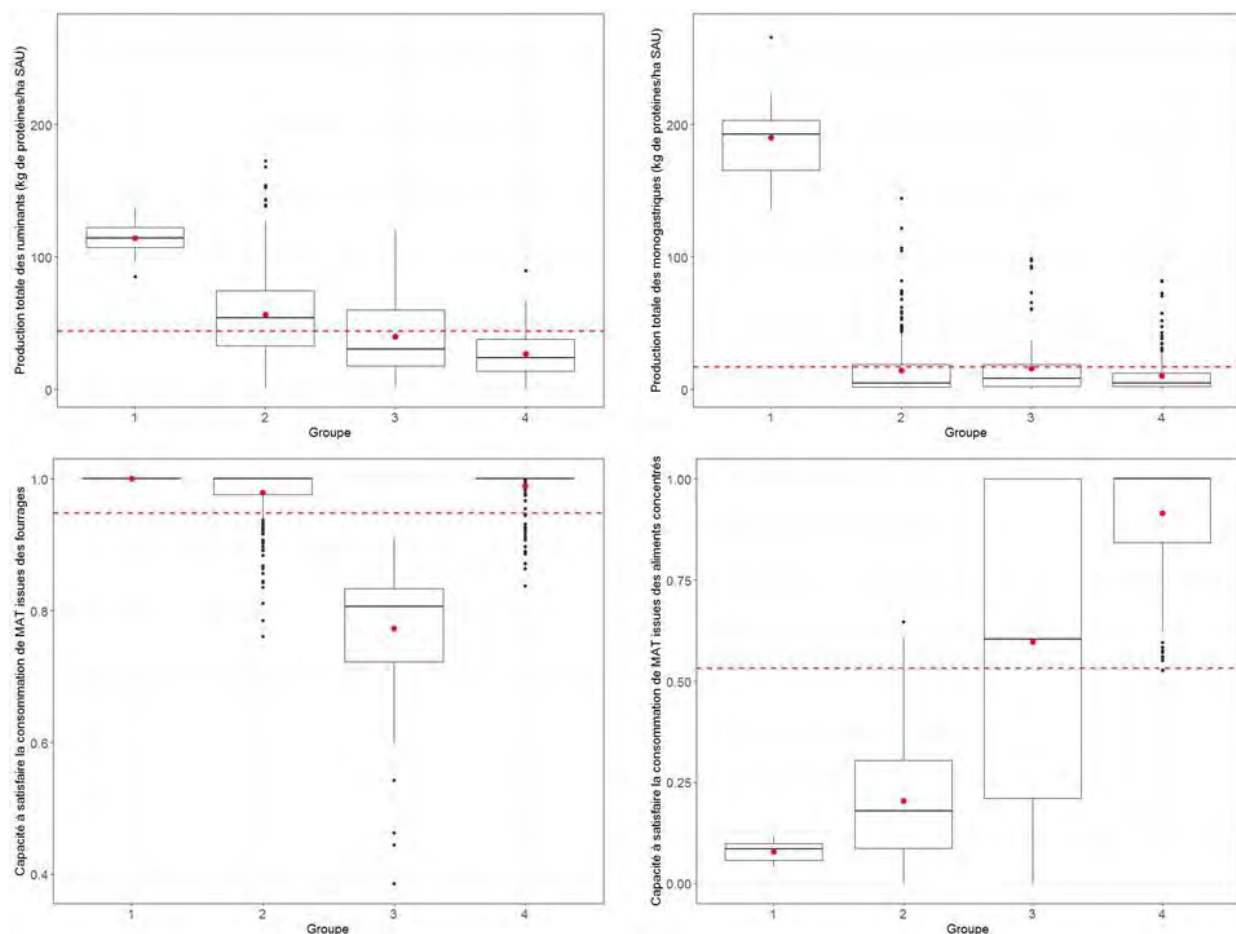 Production totale des ruminants (kg de protéines/ha SAU)
200
100
0
1 2 3 4
Groupe
Production totale des monogastriques (kg de protéines/ha SAU)
200
100
0
1 2 3 4
Groupe
Capacité à satisfaire la consommation de MAT issues des fourrages
1.0
0.8
0.6
0.4
1 2 3 4
Groupe
Capacité à satisfaire la consommation de MAT issues des aliments concentrés
1.00
0.75
0.50
0.25
0.00
1 2 3 4
Groupe